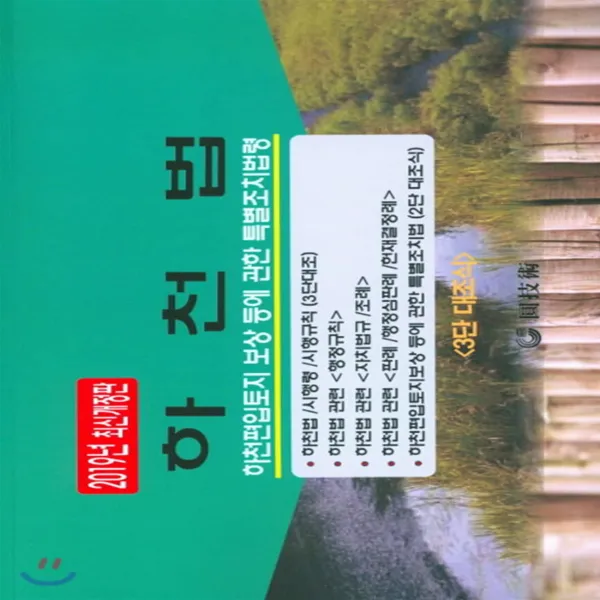 2019년 최신개정판
하천법
하천편입토지 보상 등에 관한 특별조치법령
• 하천법 / 시행령 / 시행규칙 (3단대조)
• 하천법 관련 <행정규칙>
• 하천법 관련 <자치법규 / 조례>
• 하천법 관련 <판례 / 행정심판례 / 헌재결정례>
• 하천편입토지보상 등에 관한 특별조치법 (2단 대조식)
<3단 대조식>
圓技術